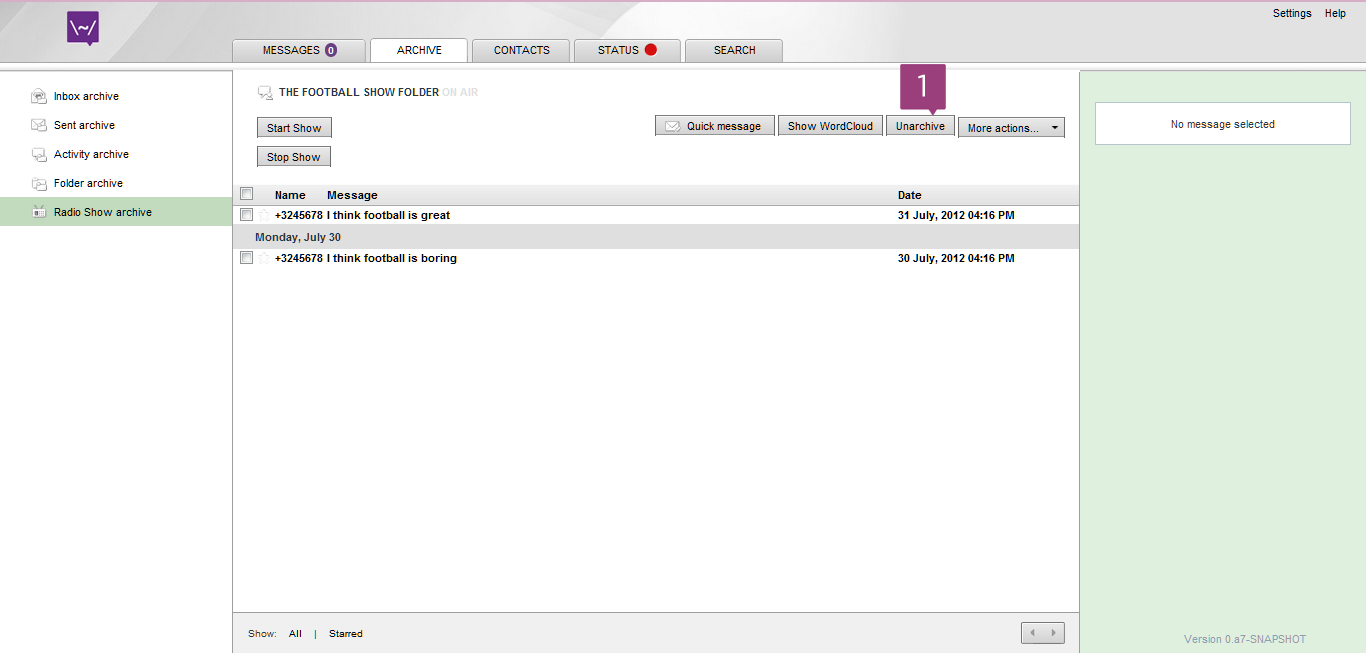 Settings Help
MESSAGES 0 ARCHIVE CONTACTS STATUS SEARCH
Inbox archive
Sent archive
Activity archive
Folder archive
Radio Show archive
THE FOOTBALL SHOW FOLDER ON AIR
1
Start Show
Stop Show
Quick message Show WordCloud Unarchive More actions...
Name Message Date
+3245678 I think football is great 31 July, 2012 04:16 PM
Monday, July 30
+3245678 I think football is boring 30 July, 2012 04:16 PM
Show: All | Starred
No message selected
Version 0.a7-SNAPSHOT